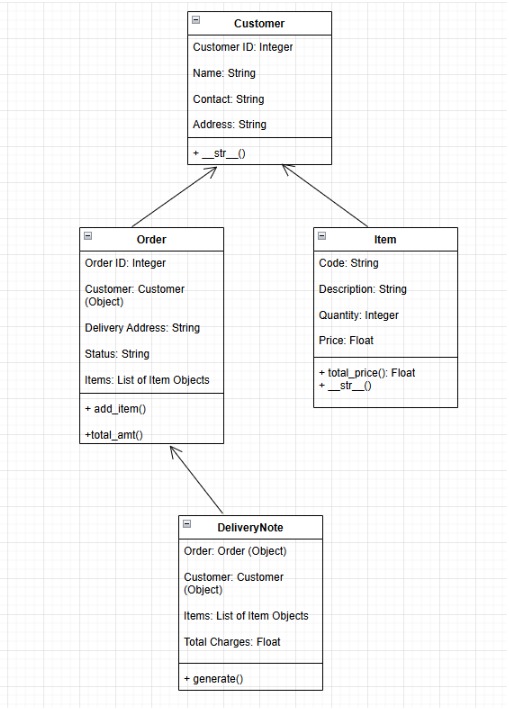 Customer
Customer ID: Integer
Name: String
Contact: String
Address: String
+ __str__()
Order
Order ID: Integer
Customer: Customer
(Object)
Delivery Address: String
Status: String
Items: List of Item Objects
+ add_item()
+total_amt()
Item
Code: String
Description: String
Quantity: Integer
Price: Float
+ total_price(): Float
+ __str__()
DeliveryNote
Order: Order (Object)
Customer: Customer
(Object)
Items: List of Item Objects
Total Charges: Float
+ generate()